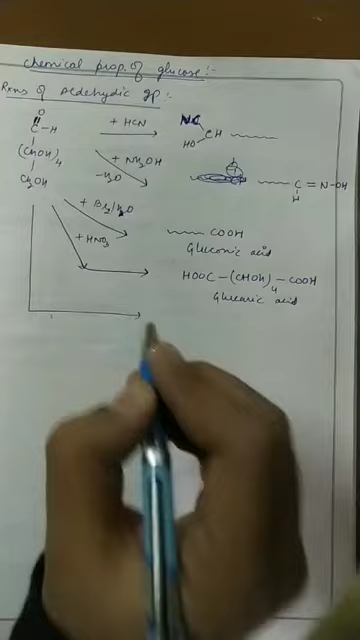 chemical prop. of glucose :-
Rxns of aldehydic gp :-
O
C-H
(CHOH)4
CH2OH
+ HCN
NC
HO CH
+ NH2OH
-H2O
C = N-OH
H
+ Br2/H2O
COOH
Gluconic acid
+ HNO3
HOOC - (CHOH)4 - COOH
Glucaric acid